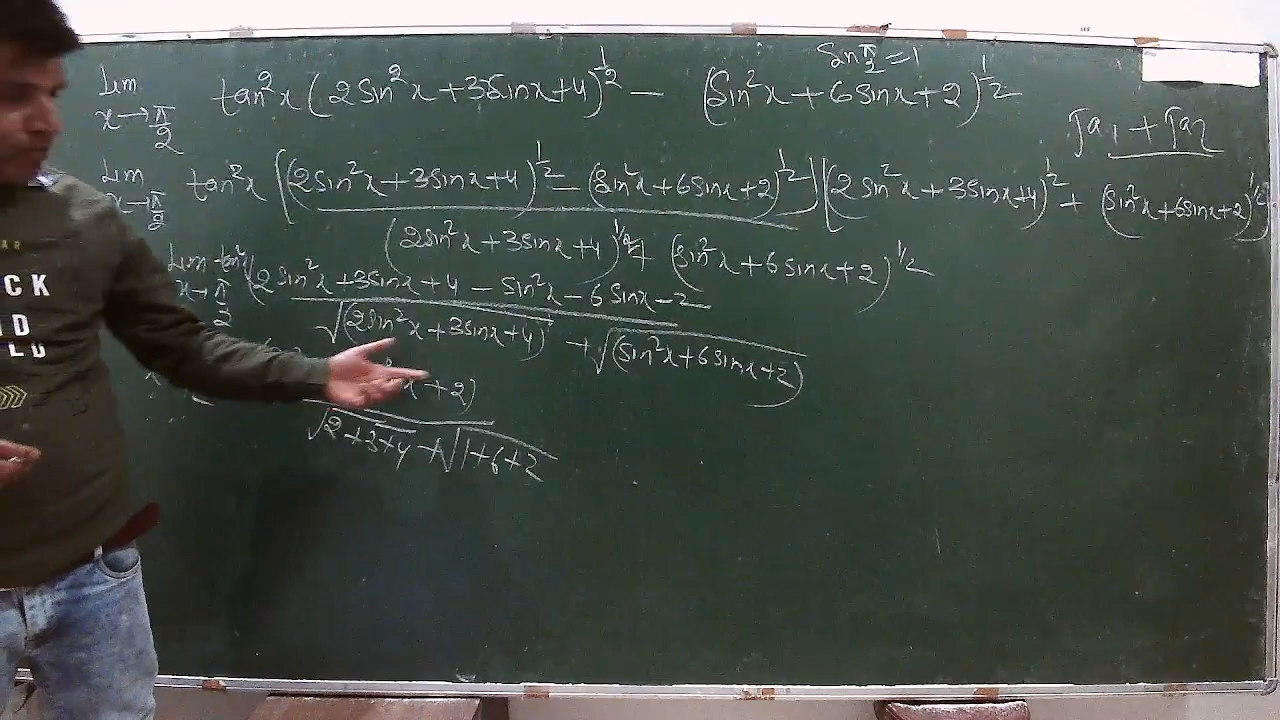 Sin π/2 = 1
Lim x→π/2 tan²x (2sin²x + 3sinx + 4)^1/2 − (sin²x + 6sinx + 2)^1/2
√a₁ + √a₂
Lim x→π/2 tan²x [(2sin²x + 3sinx + 4)^1/2 − (sin²x + 6sinx + 2)^1/2] [(2sin²x + 3sinx + 4)^1/2 + (sin²x + 6sinx + 2)^1/2]
(2sin²x + 3sinx + 4)^1/2 + (sin²x + 6sinx + 2)^1/2
Lim x→π/2 tan²x (2sin²x + 3sinx + 4 − sin²x − 6sinx − 2
√(2sin²x + 3sinx + 4) + √(sin²x + 6sinx + 2)
x + 2)
√2+3+4 + √1+6+2
CK